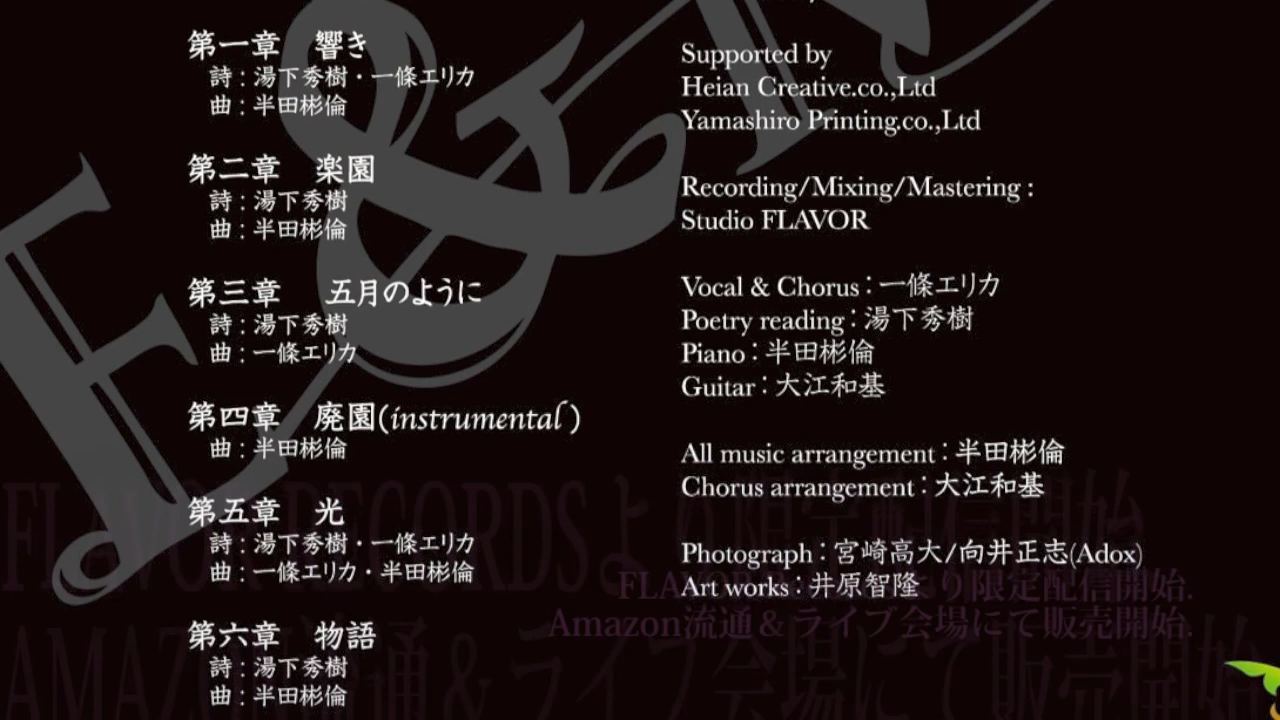 第一章　響き
詩：湯下秀樹・一條エリカ
曲：半田彬倫
第二章　楽園
詩：湯下秀樹
曲：半田彬倫
第三章　五月のように
詩：湯下秀樹
曲：一條エリカ
第四章　廃園(instrumental)
曲：半田彬倫
第五章　光
詩：湯下秀樹・一條エリカ
曲：一條エリカ・半田彬倫
第六章　物語
詩：湯下秀樹
曲：半田彬倫
Supported by
Heian Creative.co.,Ltd
Yamashiro Printing.co.,Ltd
Recording/Mixing/Mastering :
Studio FLAVOR
Vocal & Chorus：一條エリカ
Poetry reading：湯下秀樹
Piano：半田彬倫
Guitar：大江和基
All music arrangement：半田彬倫
Chorus arrangement：大江和基
Photograph：宮崎高大/向井正志(Adox)
Art works：井原智隆
より限定配信開始.
Amazon流通＆ライブ会場にて販売開始.